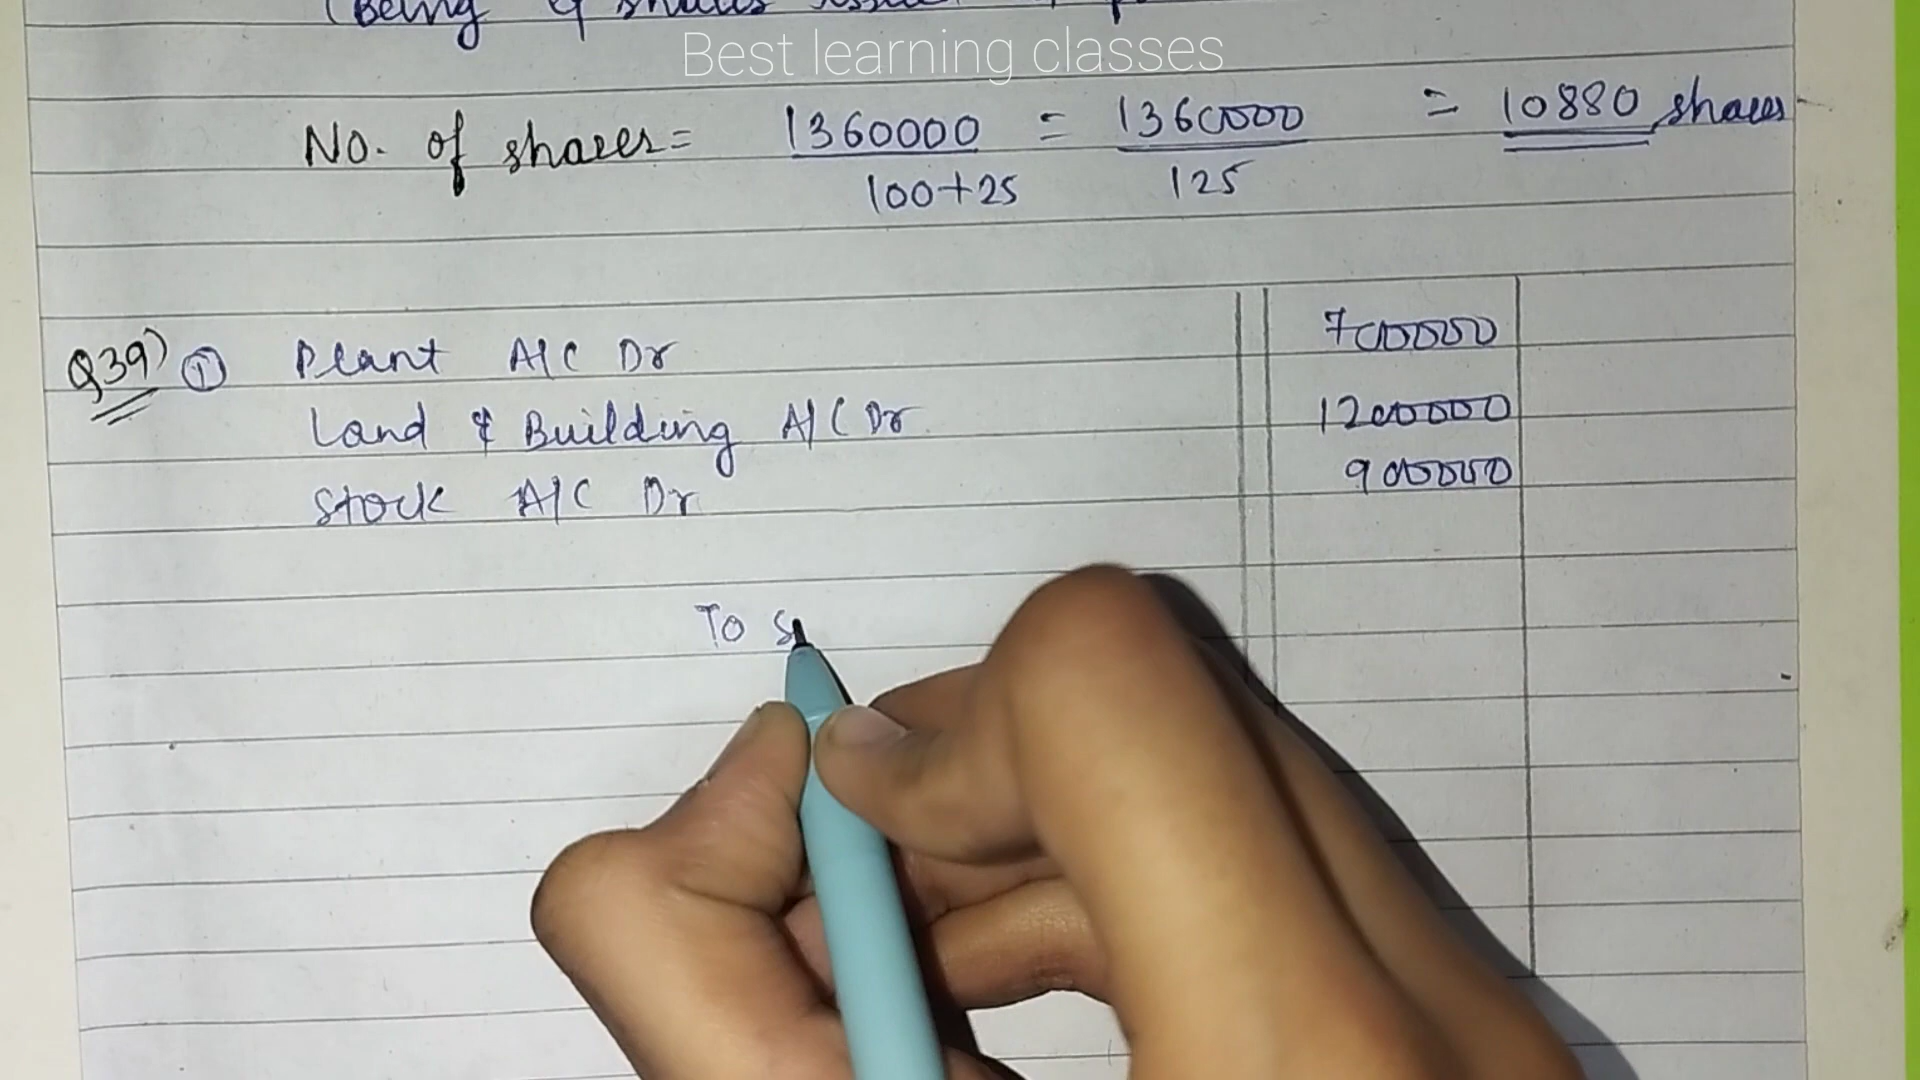 (Being
Best learning classes
No. of shares = 1360000 = 1360000 = 10880 shares
100+25 125
Q39) ① Plant A/C Dr 700000
Land & Building A/C Dr 1200000
Stock A/C Dr 900000
To S